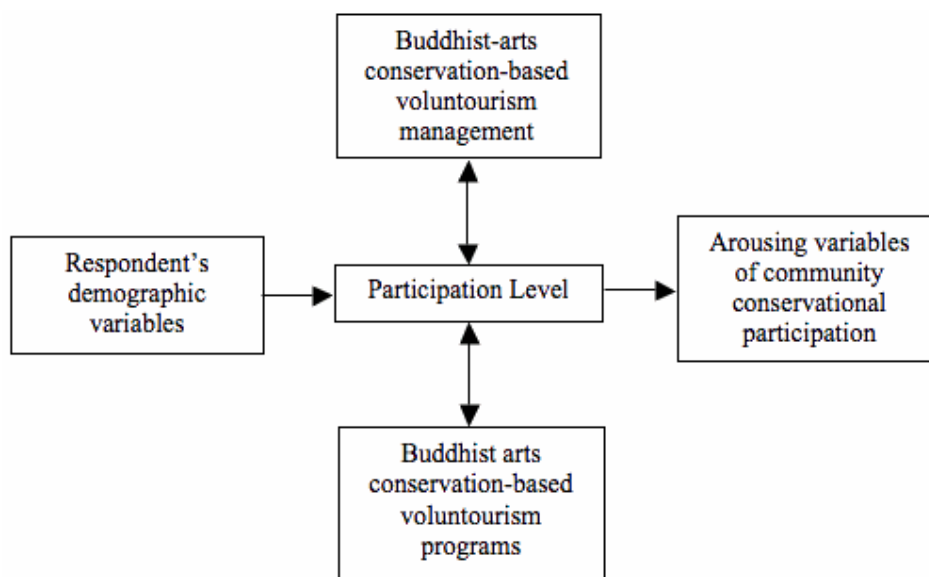 Buddhist-arts
conservation-based
voluntourism
management
Respondent's
demographic
variables
Participation Level
Arousing variables
of community
conservational
participation
Buddhist arts
conservation-based
voluntourism
programs